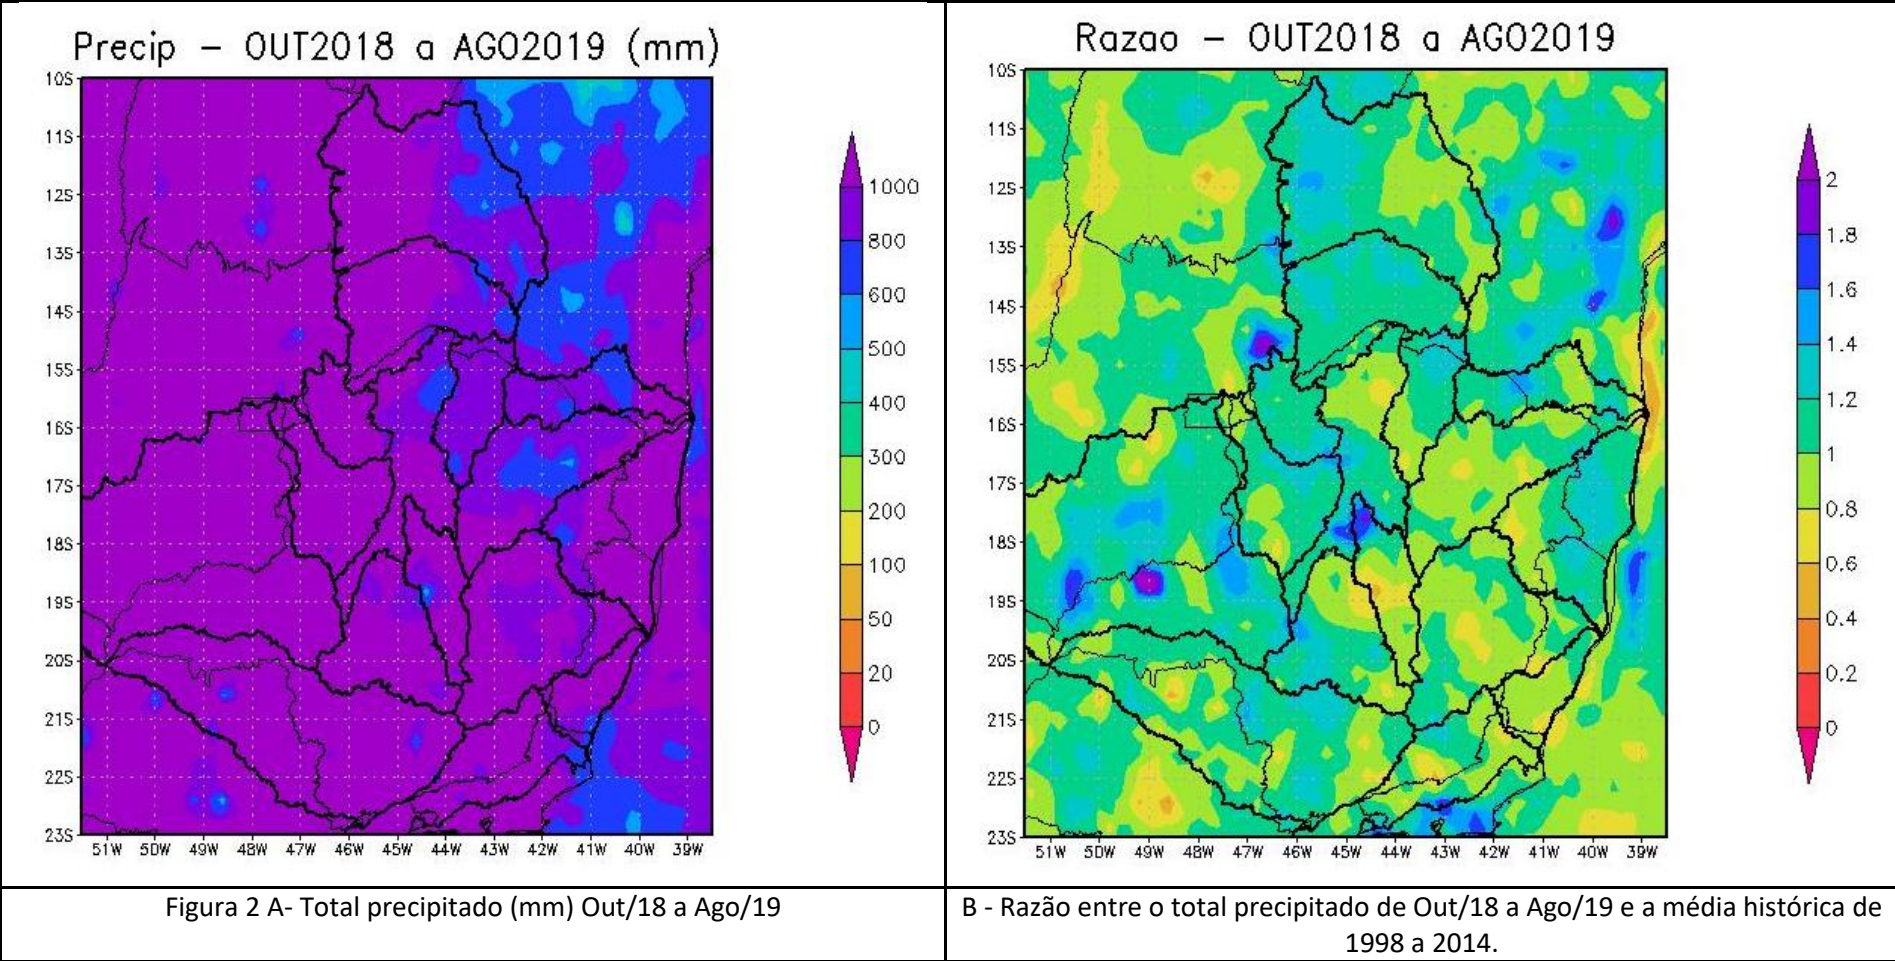 Precip – OUT2018 a AGO2019 (mm)
10S
11S
12S
13S
14S
15S
16S
17S
18S
19S
20S
21S
22S
23S
51W 50W 49W 48W 47W 46W 45W 44W 43W 42W 41W 40W 39W
1000
800
600
500
400
300
200
100
50
20
0
Figura 2 A- Total precipitado (mm) Out/18 a Ago/19
Razao – OUT2018 a AGO2019
10S
11S
12S
13S
14S
15S
16S
17S
18S
19S
20S
21S
22S
23S
51W 50W 49W 48W 47W 46W 45W 44W 43W 42W 41W 40W 39W
2
1.8
1.6
1.4
1.2
1
0.8
0.6
0.4
0.2
0
B - Razão entre o total precipitado de Out/18 a Ago/19 e a média histórica de
1998 a 2014.